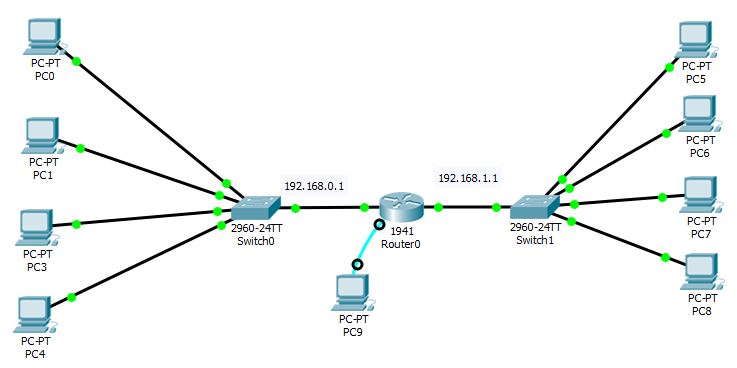 PC-PT
PC0
PC-PT
PC1
PC-PT
PC3
PC-PT
PC4
2960-24TT
Switch0
192.168.0.1
1941
Router0
PC-PT
PC9
192.168.1.1
2960-24TT
Switch1
PC-PT
PC5
PC-PT
PC6
PC-PT
PC7
PC-PT
PC8